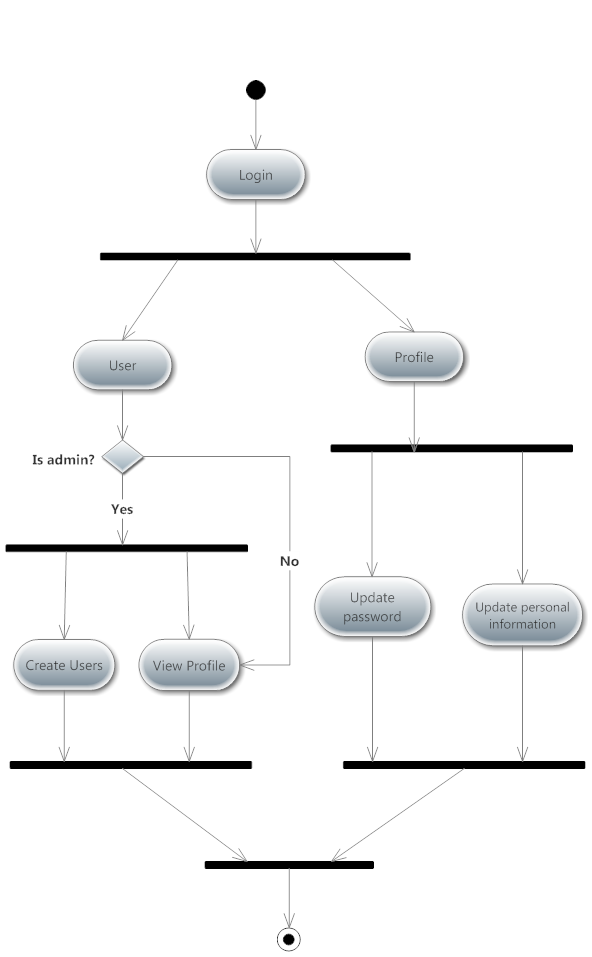 Login
User
Profile
Is admin?
Yes
No
Update
password
Update personal
information
Create Users
View Profile